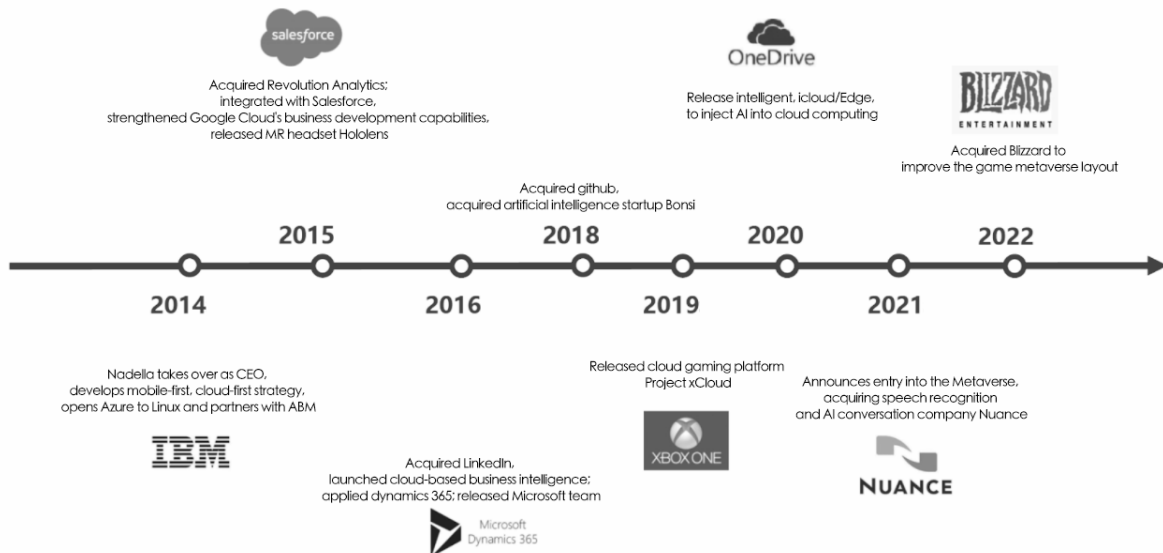 salesforce
Acquired Revolution Analytics;
integrated with Salesforce,
strengthened Google Cloud's business development capabilities,
released MR headset Hololens
OneDrive
Release intelligent, icloud/Edge,
to inject AI into cloud computing
BLIZZARD
ENTERTAINMENT
Acquired Blizzard to
improve the game metaverse layout
Acquired github,
acquired artificial intelligence startup Bonsi
2015
2018
2020
2022
2014
2016
2019
2021
Nadella takes over as CEO,
develops mobile-first, cloud-first strategy,
opens Azure to Linux and partners with ABM
IBM
Acquired LinkedIn,
launched cloud-based business intelligence;
applied dynamics 365; released Microsoft team
Microsoft
Dynamics 365
Released cloud gaming platform
Project xCloud
XBOX ONE
Announces entry into the Metaverse,
acquiring speech recognition
and AI conversation company Nuance
NUANCE